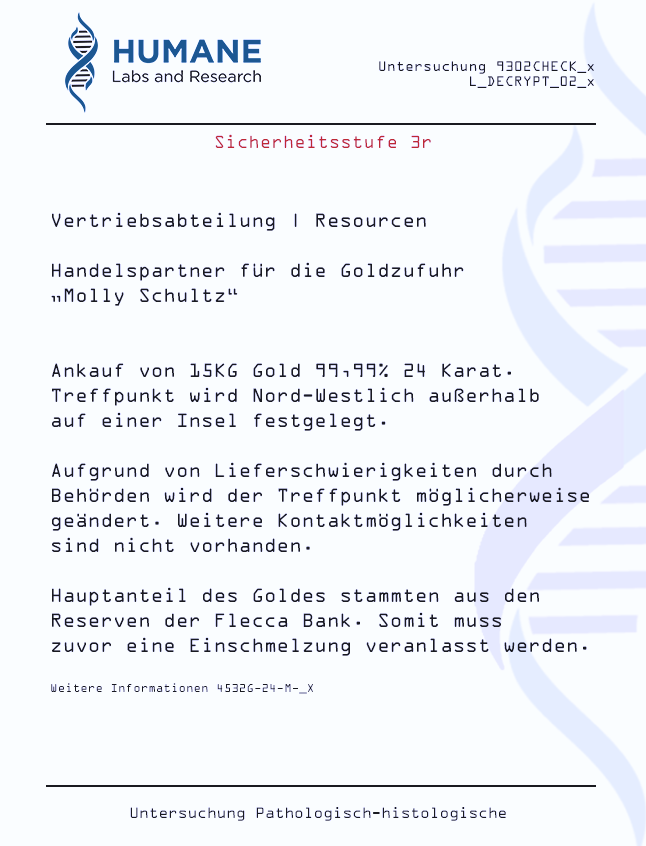 HUMANE
Labs and Research
Untersuchung 9302CHECK_x
L_DECRYPT_02_x
Sicherheitsstufe 3r
Vertriebsabteilung | Resourcen
Handelspartner für die Goldzufuhr
„Molly Schultz“
Ankauf von 15KG Gold 99,99% 24 Karat.
Treffpunkt wird Nord-Westlich außerhalb
auf einer Insel festgelegt.
Aufgrund von Lieferschwierigkeiten durch
Behörden wird der Treffpunkt möglicherweise
geändert. Weitere Kontaktmöglichkeiten
sind nicht vorhanden.
Hauptanteil des Goldes stammten aus den
Reserven der Flecca Bank. Somit muss
zuvor eine Einschmelzung veranlasst werden.
Weitere Informationen 4532G-24-M-_X
Untersuchung Pathologisch-histologische